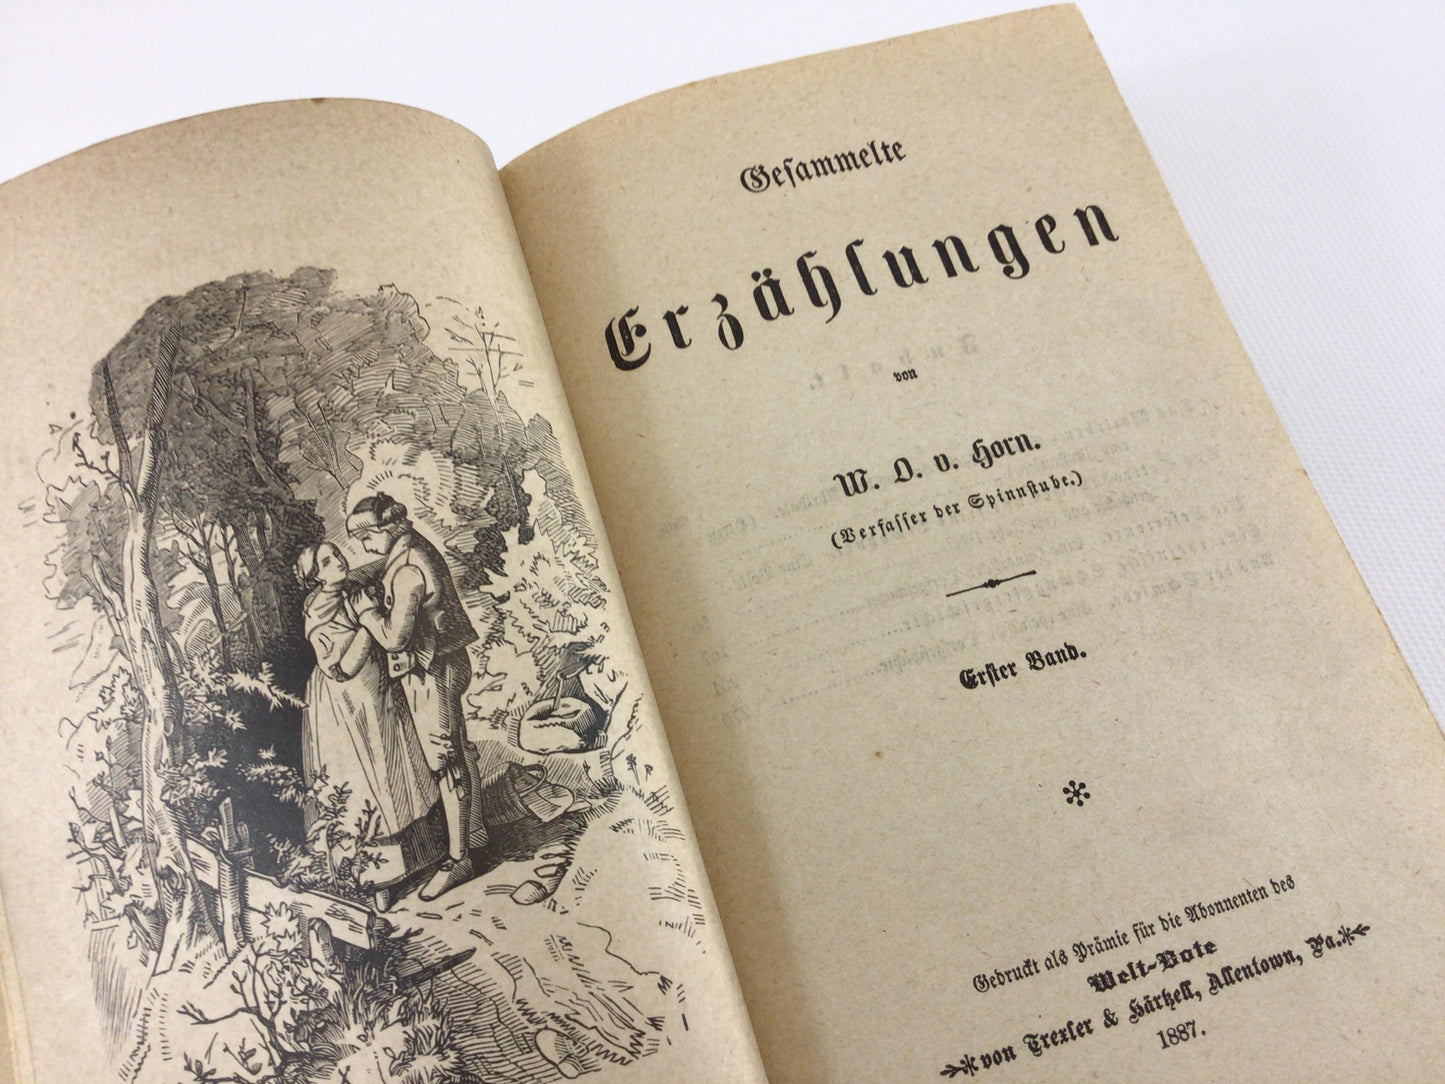 Gesammelte
Erzählungen
von
W. O. v. Horn.
(Verfasser der Spinnstube.)
Erster Band.
Gedruckt als Prämie für die Abonnenten des
Welt-Bote
von Trexler & Härtzell, Allentown, Pa.
1887.